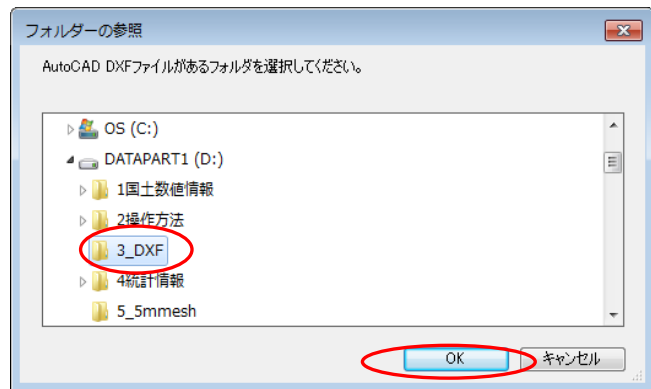 フォルダーの参照
AutoCAD DXFファイルがあるフォルダを選択してください。
OS (C:)
DATAPART1 (D:)
1国土数値情報
2操作方法
3_DXF
4統計情報
5_5mmesh
OK キャンセル